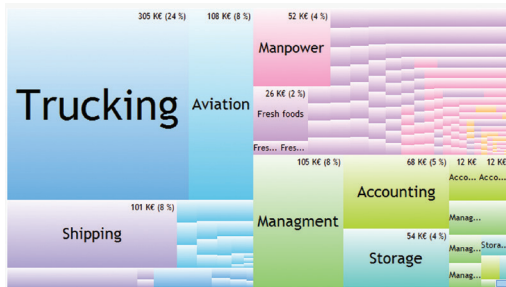 305 K€ (24 %)
Trucking
108 K€ (8 %)
Aviation
52 K€ (4 %)
Manpower
26 K€ (2 %)
Fresh foods
Fres... Fres...
101 K€ (8 %)
Shipping
105 K€ (8 %)
Managment
68 K€ (5 %)
Accounting
54 K€ (4 %)
Storage
12 K€ 12 K€
Acco... Acco...
Manag...
Manag... Stora...
Manag...